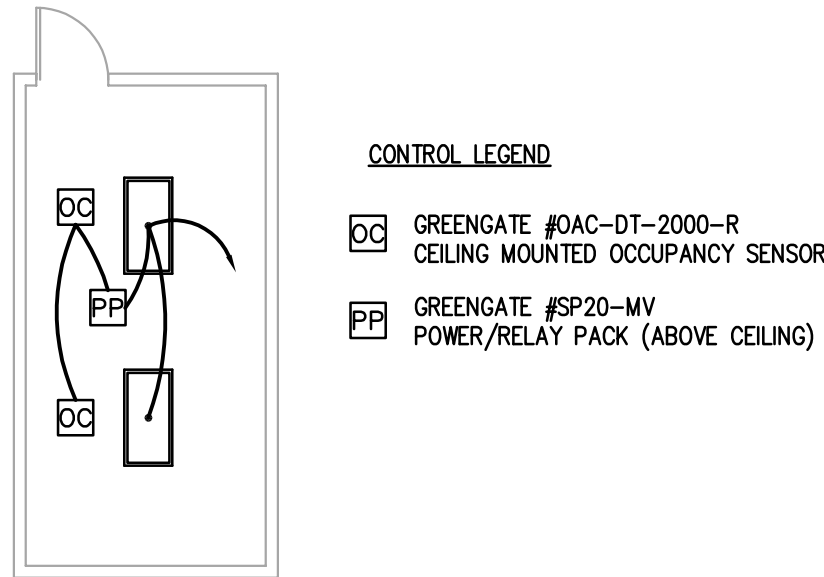 CONTROL LEGEND
OC
OC GREENGATE #OAC-DT-2000-R
CEILING MOUNTED OCCUPANCY SENSOR
PP
PP GREENGATE #SP20-MV
POWER/RELAY PACK (ABOVE CEILING)
OC